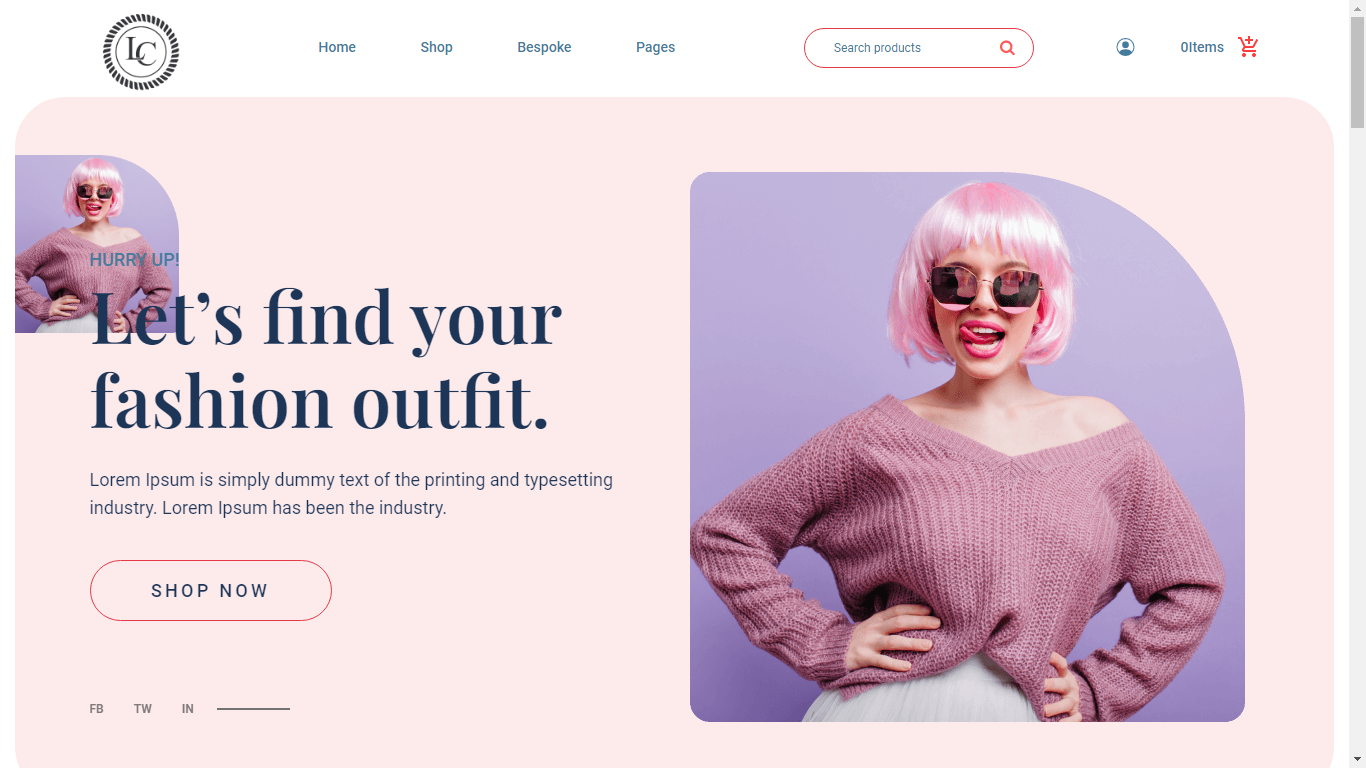 LC
Home
Shop
Bespoke
Pages
Search products
0Items
HURRY UP!
Let’s find your
fashion outfit.
Lorem Ipsum is simply dummy text of the printing and typesetting
industry. Lorem Ipsum has been the industry.
SHOP NOW
FB
TW
IN